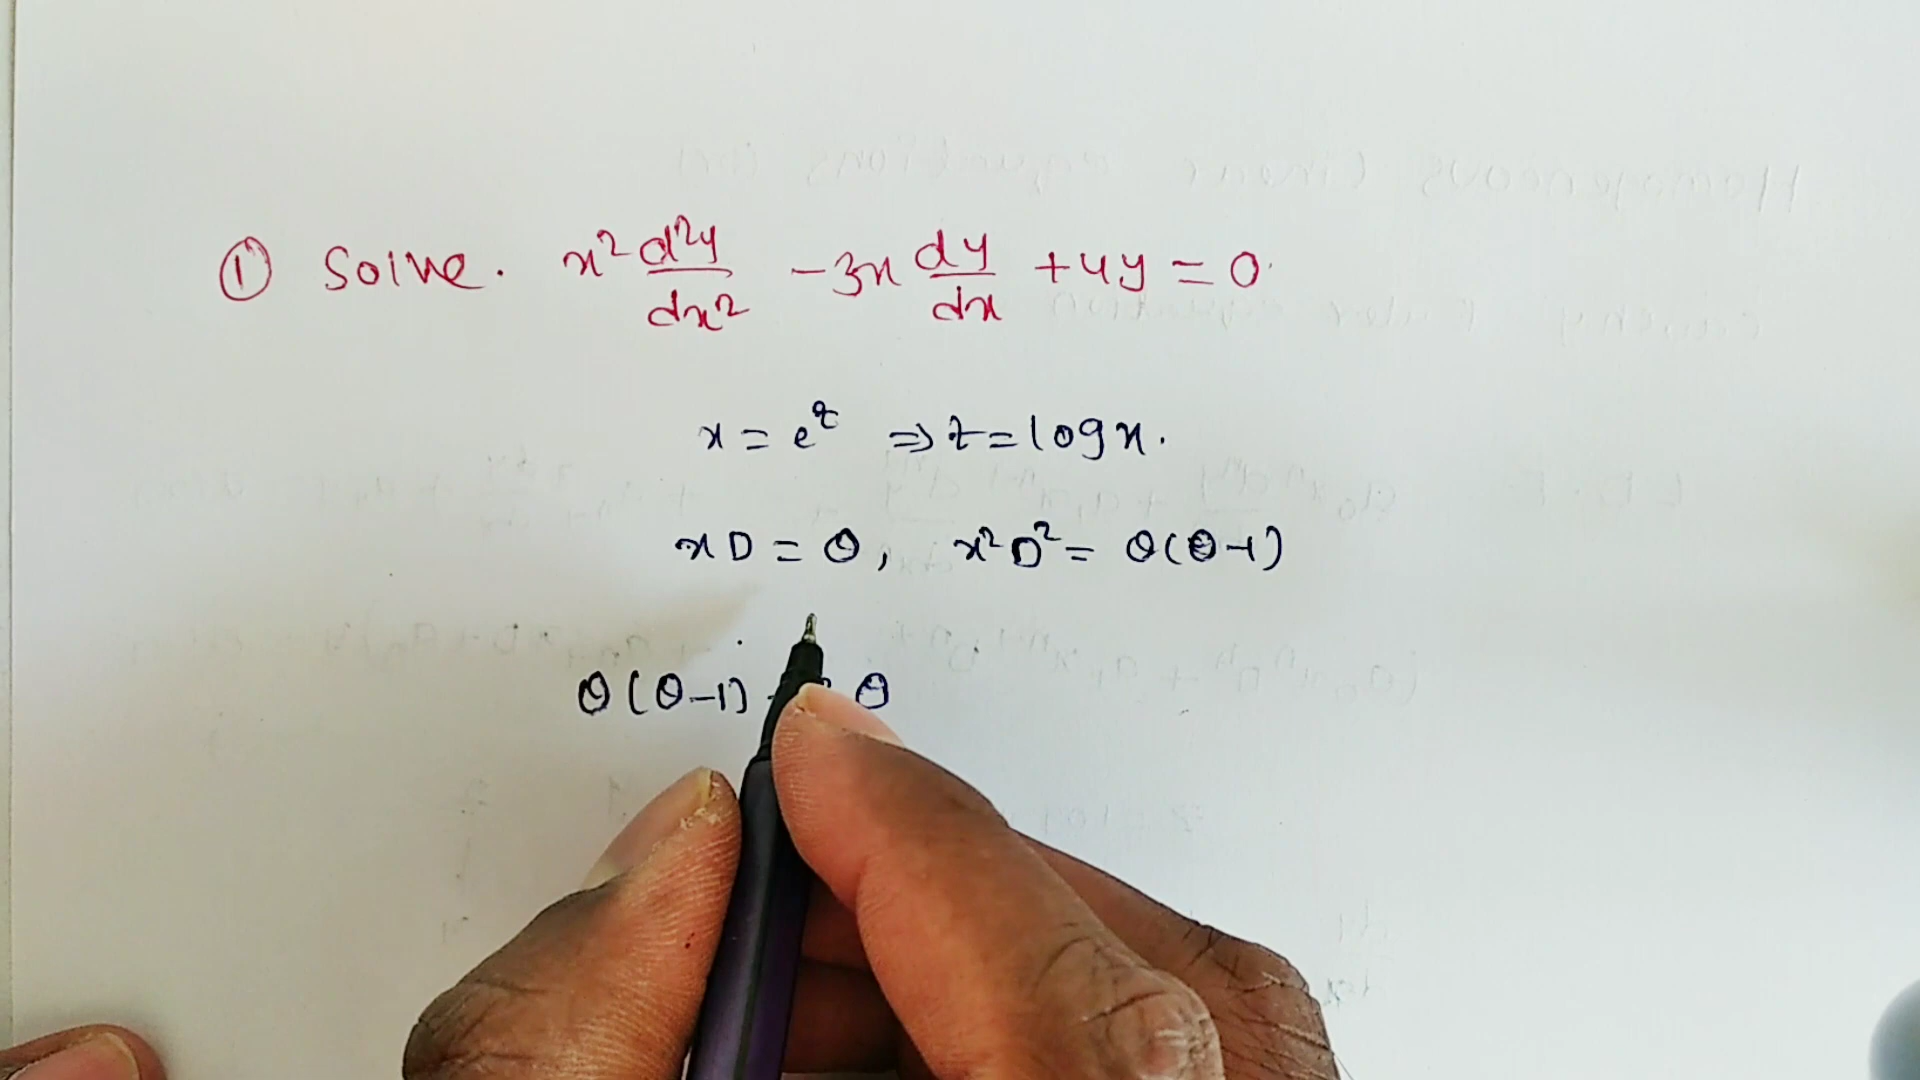 ① Solve. x² d²y/dx² - 3x dy/dx + 4y = 0
x = e^z ⇒ z = log x.
xD = θ, x²D² = θ(θ-1)
θ(θ-1) θ